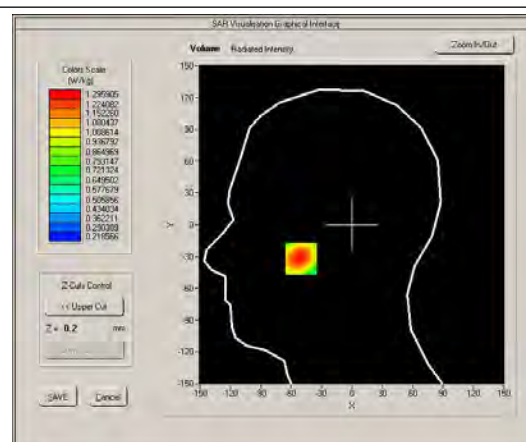 SAR Visualisation Graphical Interface
Volume Radiated Intensity
Zoom In/Out
Colors Scale
(W/kg)
1.295905
1.224082
1.152260
1.080437
1.008614
0.936792
0.864969
0.793147
0.721324
0.649502
0.577679
0.505856
0.434034
0.362211
0.290389
0.218566
Z-Cuts Control
<< Upper Cut
Z = 0.2 mm
SAVE
Cancel
150-
120-
90-
60-
30-
0-
-30-
-60-
-90-
-120-
-150-
Y
-150 -120 -90 -60 -30 0 30 60 90 120 150
X